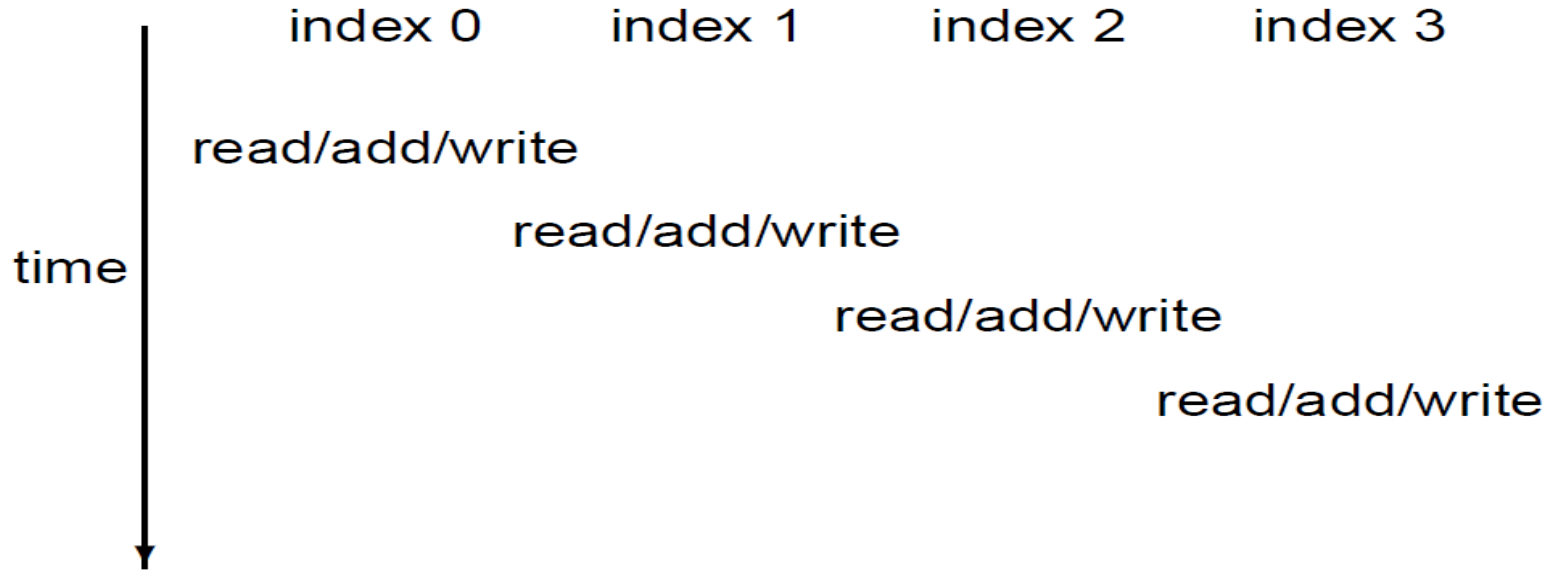 index 0 index 1 index 2 index 3
read/add/write
read/add/write
time
read/add/write
read/add/write